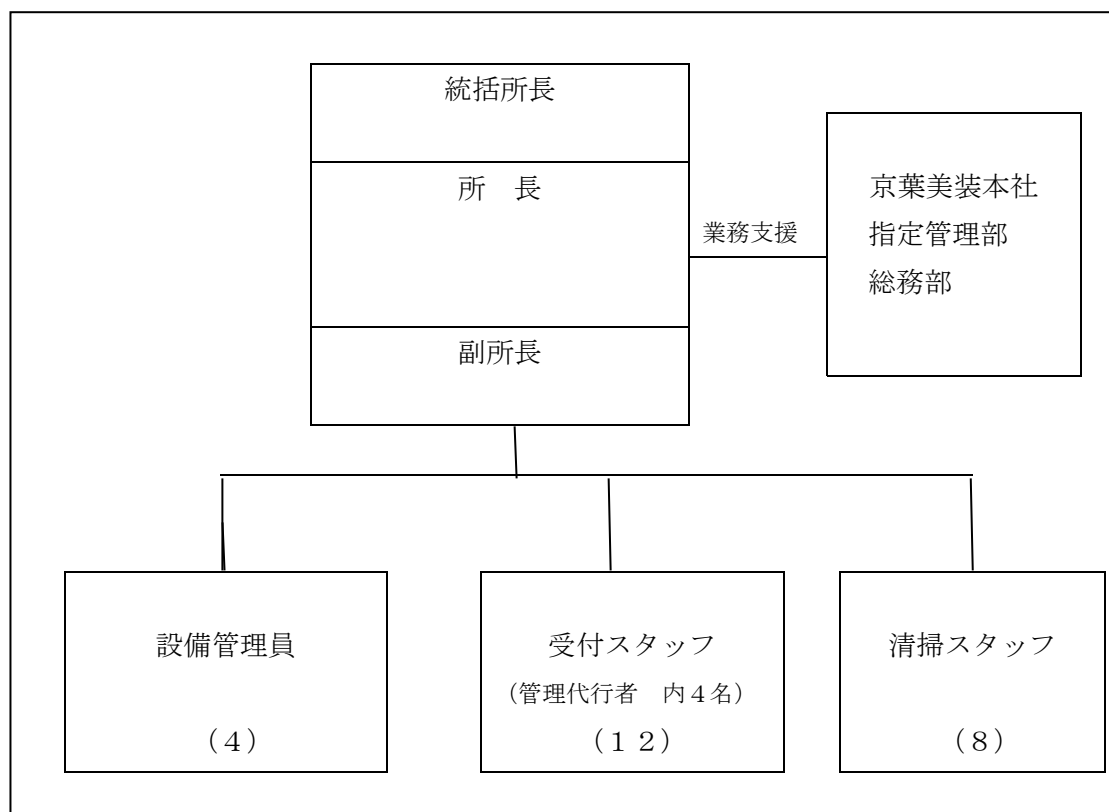 統括所長
所　長
副所長
業務支援
京葉美装本社
指定管理部
総務部
設備管理員
（４）
受付スタッフ
（管理代行者　内４名）
（１２）
清掃スタッフ
（８）